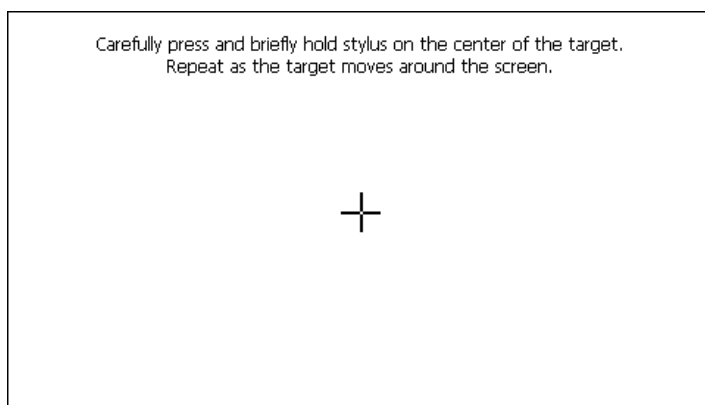 Carefully press and briefly hold stylus on the center of the target.
Repeat as the target moves around the screen.